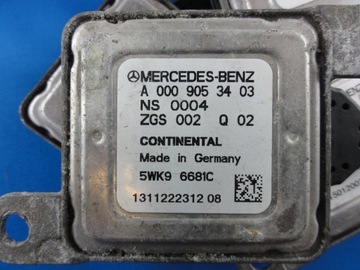 MERCEDES-BENZ
A 000 905 34 03
NS 0004
ZGS 002 Q 02
CONTINENTAL
Made in Germany
5WK9 6681C
1311222312 08